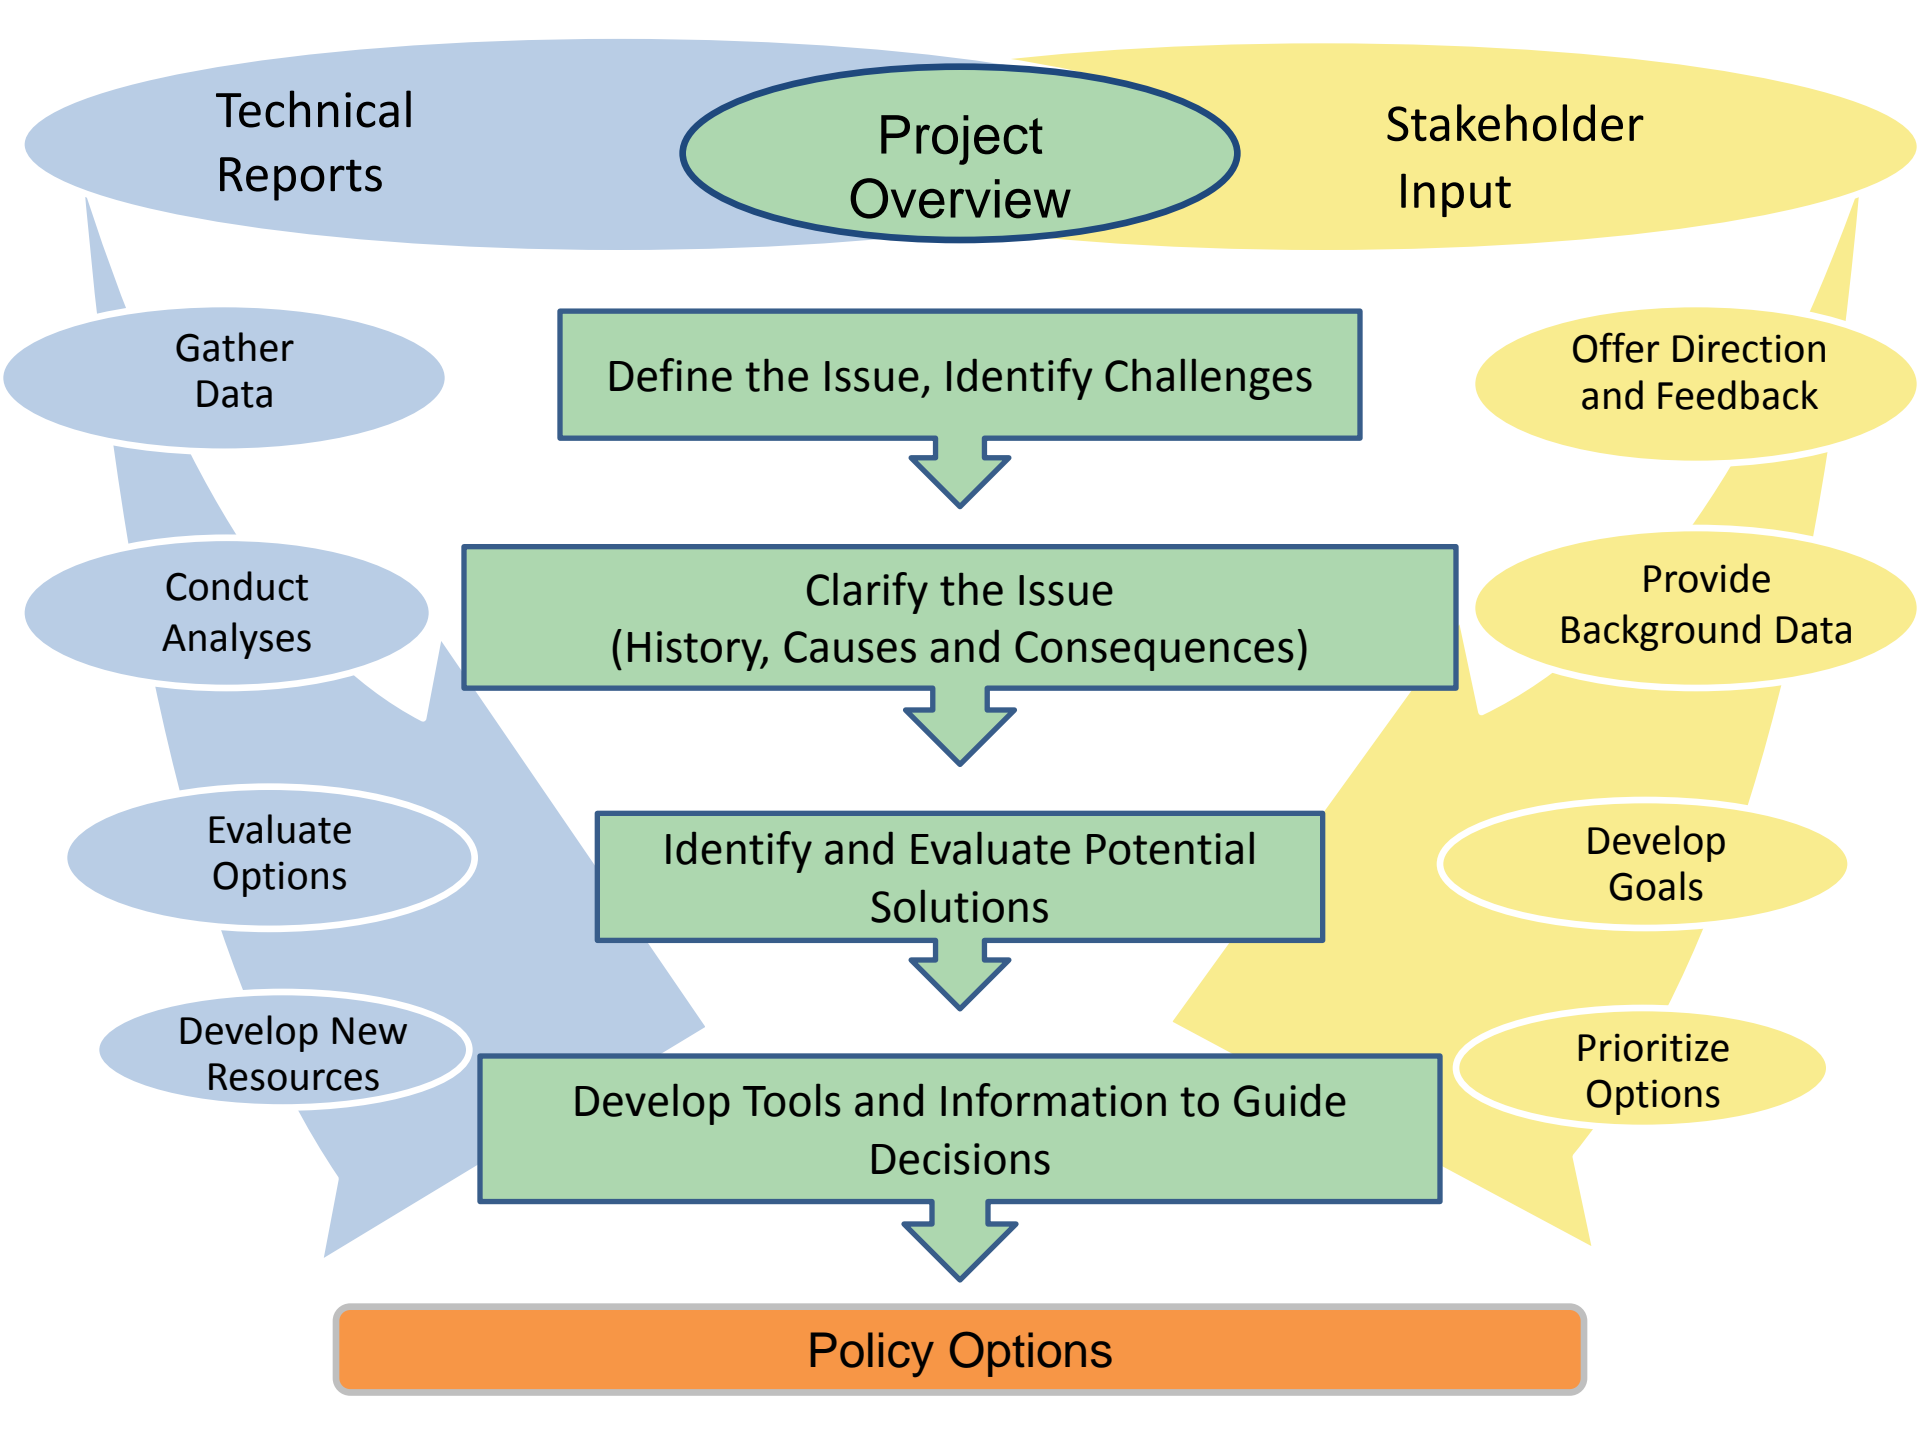 Technical
Reports
Project
Overview
Stakeholder
Input
Gather
Data
Define the Issue, Identify Challenges
Offer Direction
and Feedback
Conduct
Analyses
Clarify the Issue
(History, Causes and Consequences)
Provide
Background Data
Evaluate
Options
Identify and Evaluate Potential
Solutions
Develop
Goals
Develop New
Resources
Develop Tools and Information to Guide
Decisions
Prioritize
Options
Policy Options